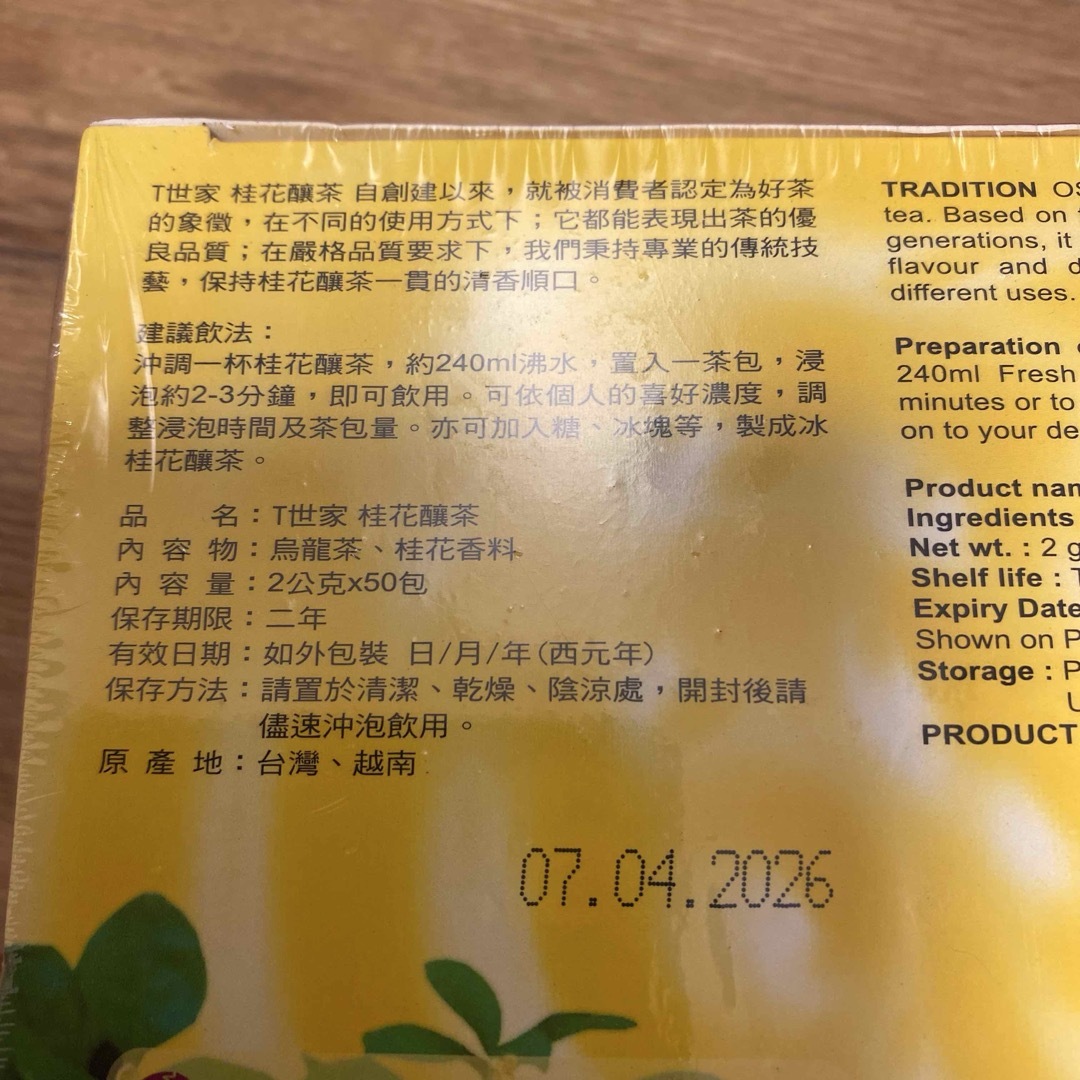 T世家 桂花釀茶 自創建以來，就被消費者認定為好茶
的象徵，在不同的使用方式下；它都能表現出茶的優
良品質；在嚴格品質要求下，我們秉持專業的傳統技
藝，保持桂花釀茶一貫的清香順口。
建議飲法：
沖調一杯桂花釀茶，約240ml沸水，置入一茶包，浸
泡約2-3分鐘，即可飲用。可依個人的喜好濃度，調
整浸泡時間及茶包量。亦可加入糖、冰塊等，製成冰
桂花釀茶。
品　　名：T世家 桂花釀茶
內 容 物：烏龍茶、桂花香料
內 容 量：2公克x50包
保存期限：二年
有效日期：如外包裝 日/月/年(西元年)
保存方法：請置於清潔、乾燥、陰涼處，開封後請
儘速沖泡飲用。
原 產 地：台灣、越南
07.04.2026
TRADITION OS
tea. Based on
generations, it
flavour and d
different uses.
Preparation
240ml Fresh
minutes or to
on to your de
Product nam
Ingredients
Net wt. : 2 g
Shelf life : T
Expiry Date
Shown on P
Storage : P
U
PRODUCT